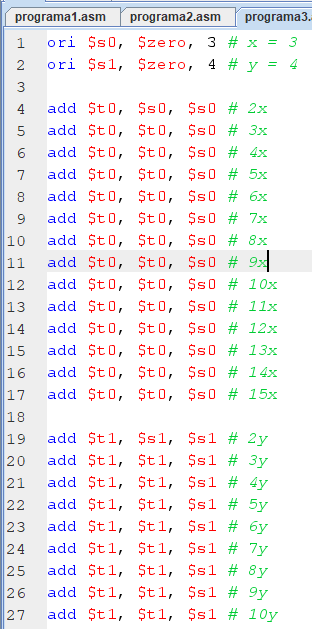 programa1.asm programa2.asm programa3.
1 ori $s0, $zero, 3 # x = 3
2 ori $s1, $zero, 4 # y = 4
3
4 add $t0, $s0, $s0 # 2x
5 add $t0, $t0, $s0 # 3x
6 add $t0, $t0, $s0 # 4x
7 add $t0, $t0, $s0 # 5x
8 add $t0, $t0, $s0 # 6x
9 add $t0, $t0, $s0 # 7x
10 add $t0, $t0, $s0 # 8x
11 add $t0, $t0, $s0 # 9x
12 add $t0, $t0, $s0 # 10x
13 add $t0, $t0, $s0 # 11x
14 add $t0, $t0, $s0 # 12x
15 add $t0, $t0, $s0 # 13x
16 add $t0, $t0, $s0 # 14x
17 add $t0, $t0, $s0 # 15x
18
19 add $t1, $s1, $s1 # 2y
20 add $t1, $t1, $s1 # 3y
21 add $t1, $t1, $s1 # 4y
22 add $t1, $t1, $s1 # 5y
23 add $t1, $t1, $s1 # 6y
24 add $t1, $t1, $s1 # 7y
25 add $t1, $t1, $s1 # 8y
26 add $t1, $t1, $s1 # 9y
27 add $t1, $t1, $s1 # 10y